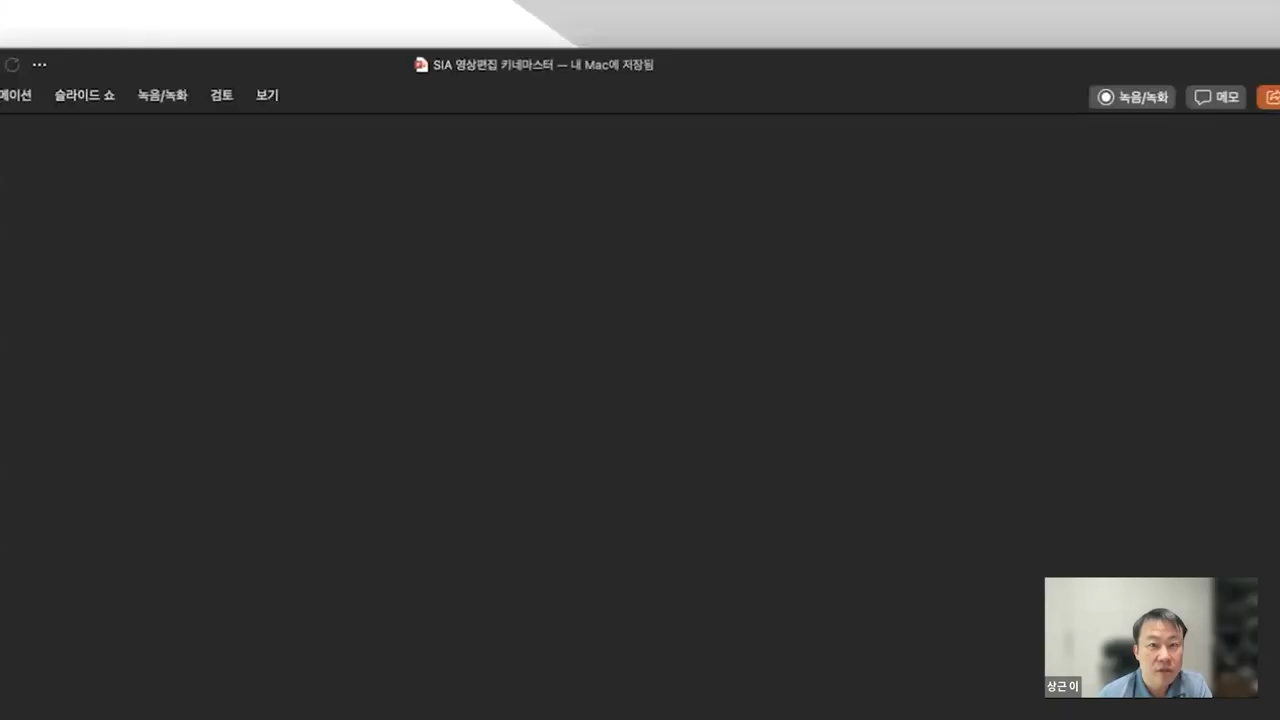 SIA 영상편집 키네마스터 — 내 Mac에 저장됨
메이션 슬라이드 쇼 녹음/녹화 검토 보기
녹음/녹화 메모
상근 이